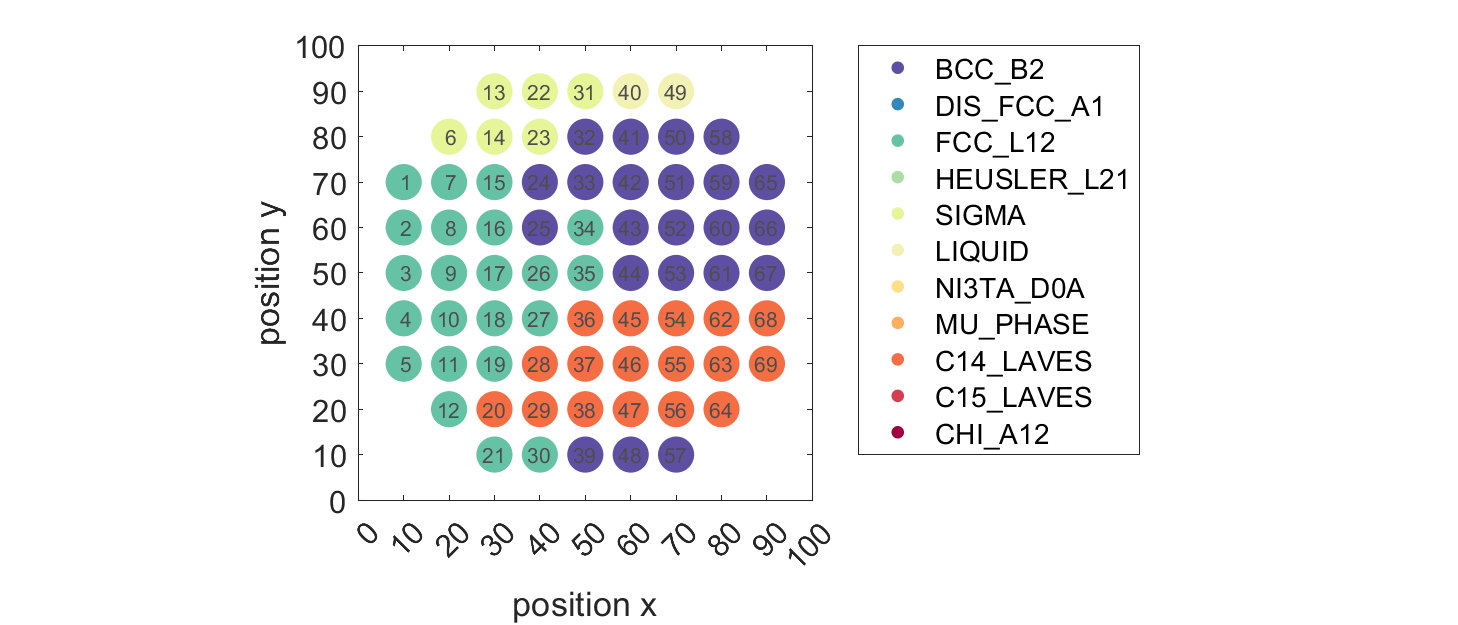 100
90
80
70
60
50
40
30
20
10
0
position y
13 22 31 40 49
6 14 23 32 41 50 58
1 7 15 24 33 42 51 59 65
2 8 16 25 34 43 52 60 66
3 9 17 26 35 44 53 61 67
4 10 18 27 36 45 54 62 68
5 11 19 28 37 46 55 63 69
12 20 29 38 47 56 64
21 30 39 48 57
0 10 20 30 40 50 60 70 80 90 100
position x
BCC_B2
DIS_FCC_A1
FCC_L12
HEUSLER_L21
SIGMA
LIQUID
NI3TA_D0A
MU_PHASE
C14_LAVES
C15_LAVES
CHI_A12